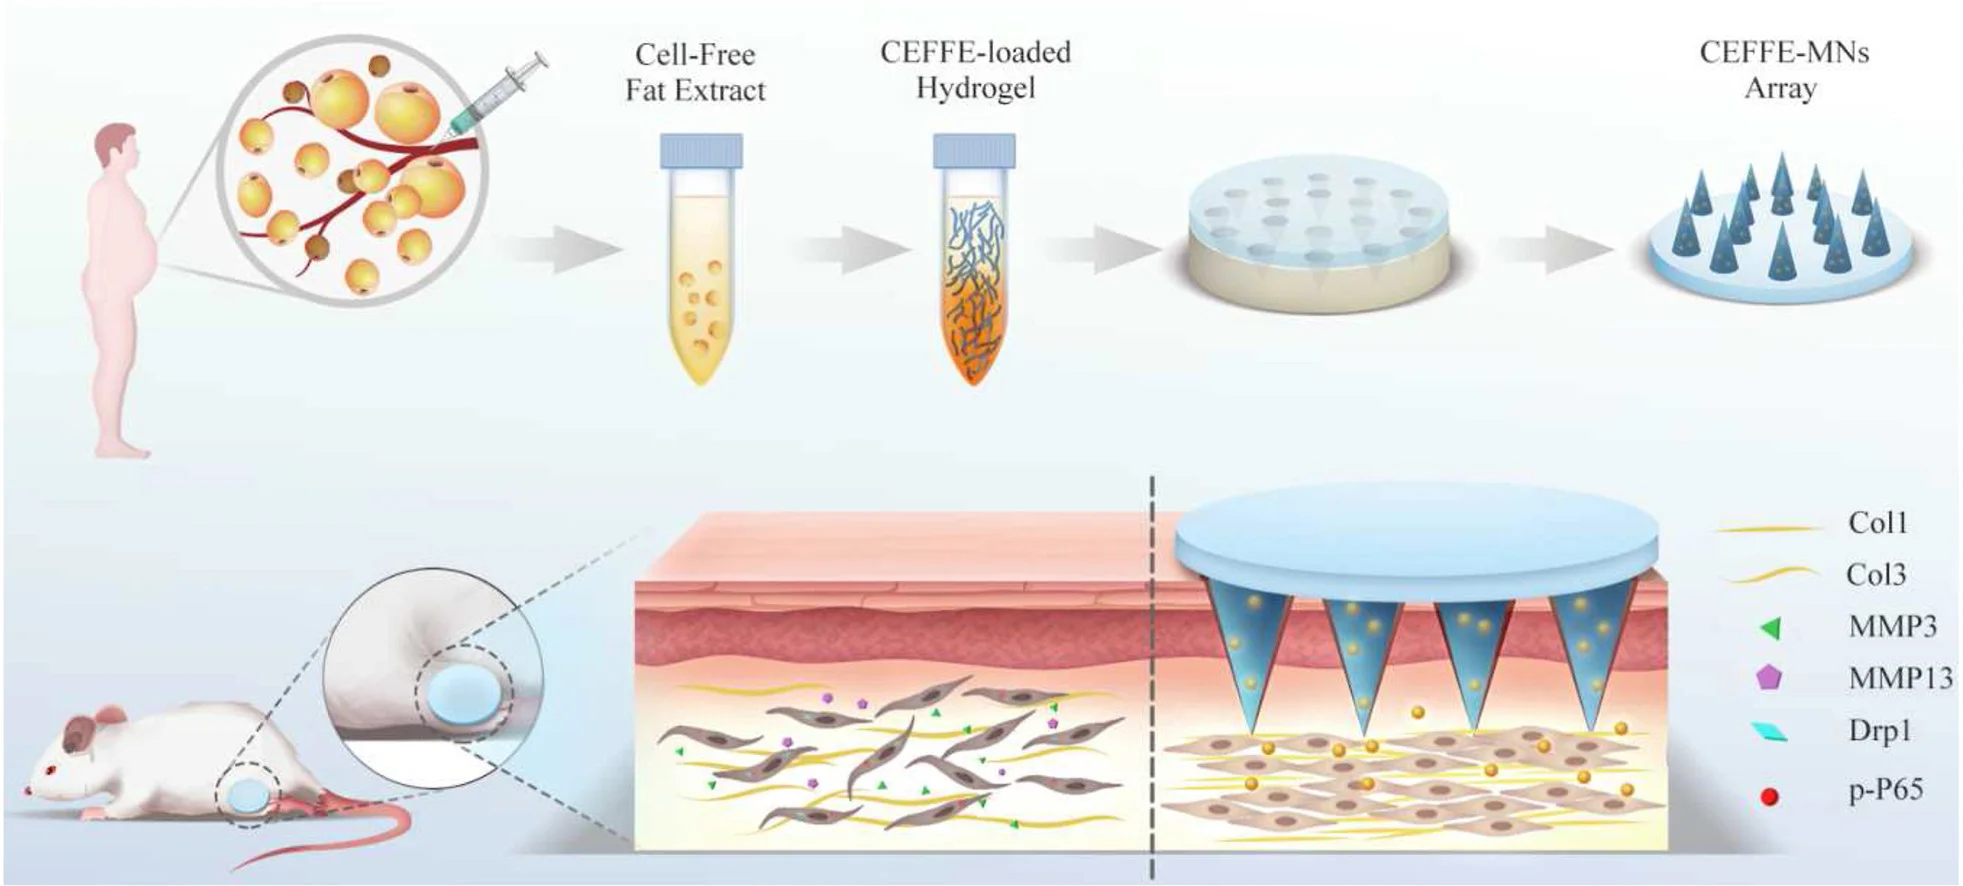 Cell-Free
Fat Extract
CEFFE-loaded
Hydrogel
CEFFE-MNs
Array
Col1
Col3
MMP3
MMP13
Drp1
p-P65